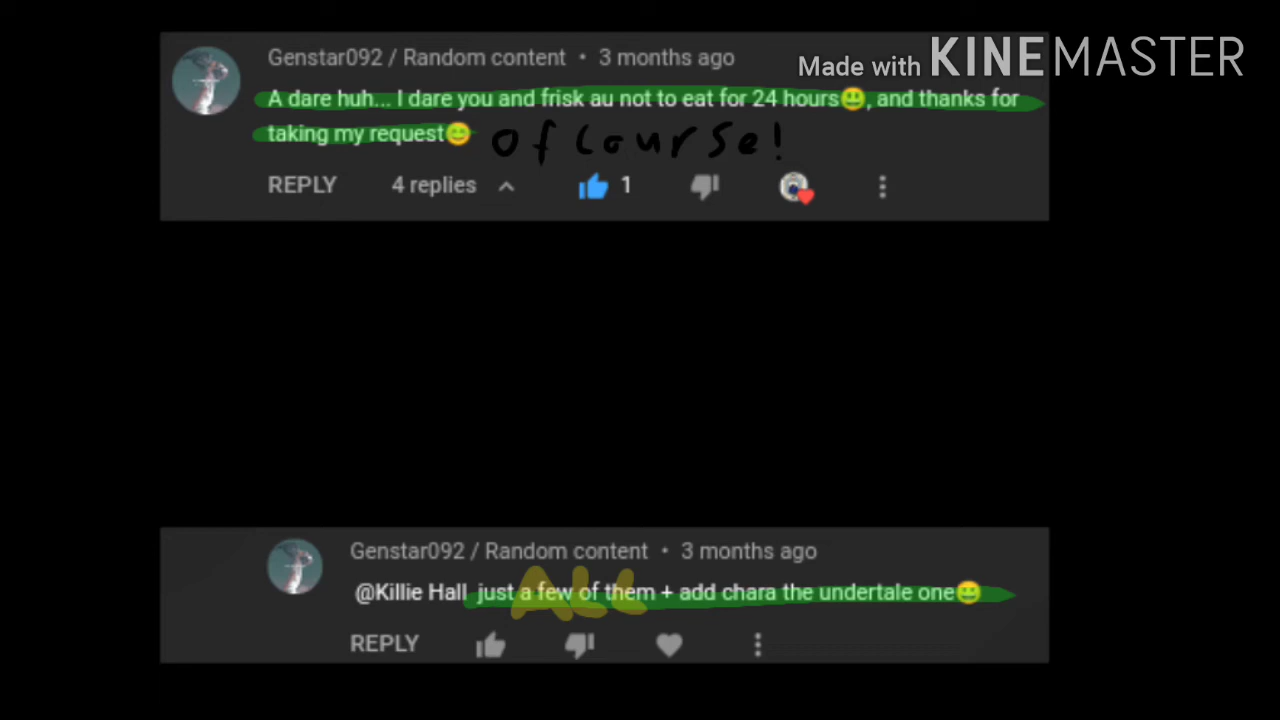 Made with KINEMASTER
Genstar092 / Random content • 3 months ago
A dare huh... I dare you and frisk au not to eat for 24 hours😃, and thanks for
taking my request😊
of course!
REPLY 4 replies 1
Genstar092 / Random content • 3 months ago
@Killie Hall just a few of them + add chara the undertale one😀
ALL
REPLY